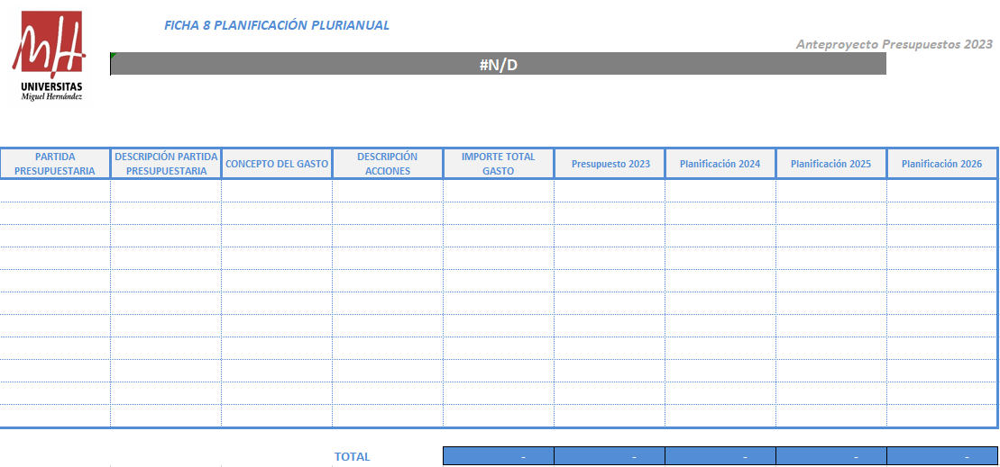 FICHA 8 PLANIFICACIÓN PLURIANUAL
Anteproyecto Presupuestos 2023
#N/D
MH
UNIVERSITAS
Miguel Hernández
PARTIDA
PRESUPUESTARIA
DESCRIPCIÓN PARTIDA
PRESUPUESTARIA
CONCEPTO DEL GASTO
DESCRIPCIÓN
ACCIONES
IMPORTE TOTAL
GASTO
Presupuesto 2023
Planificación 2024
Planificación 2025
Planificación 2026
TOTAL - - - - -